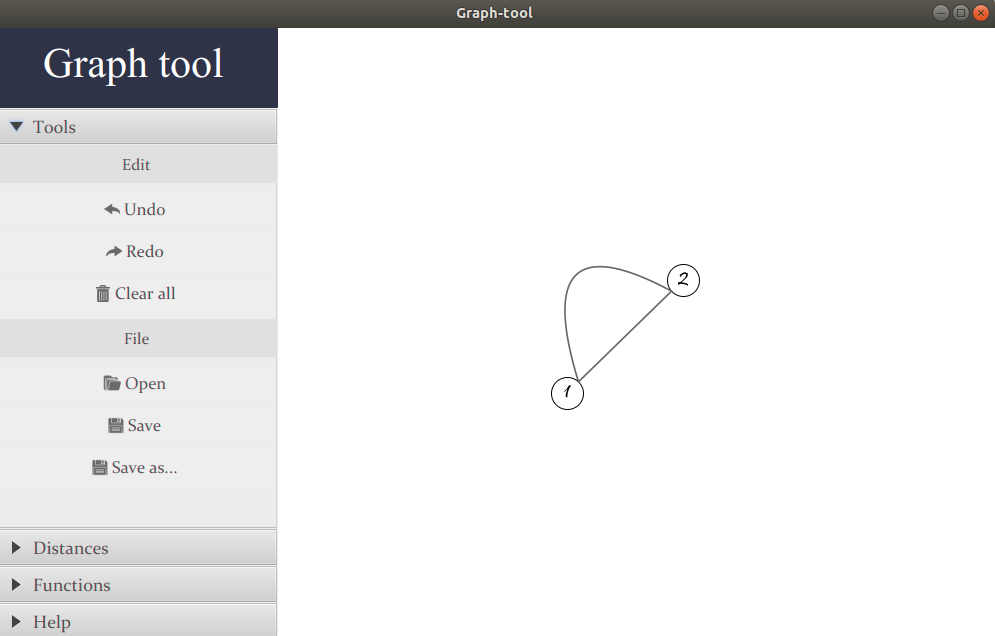 Graph-tool
Graph tool
Tools
Edit
Undo
Redo
Clear all
File
Open
Save
Save as...
Distances
Functions
Help
2
1